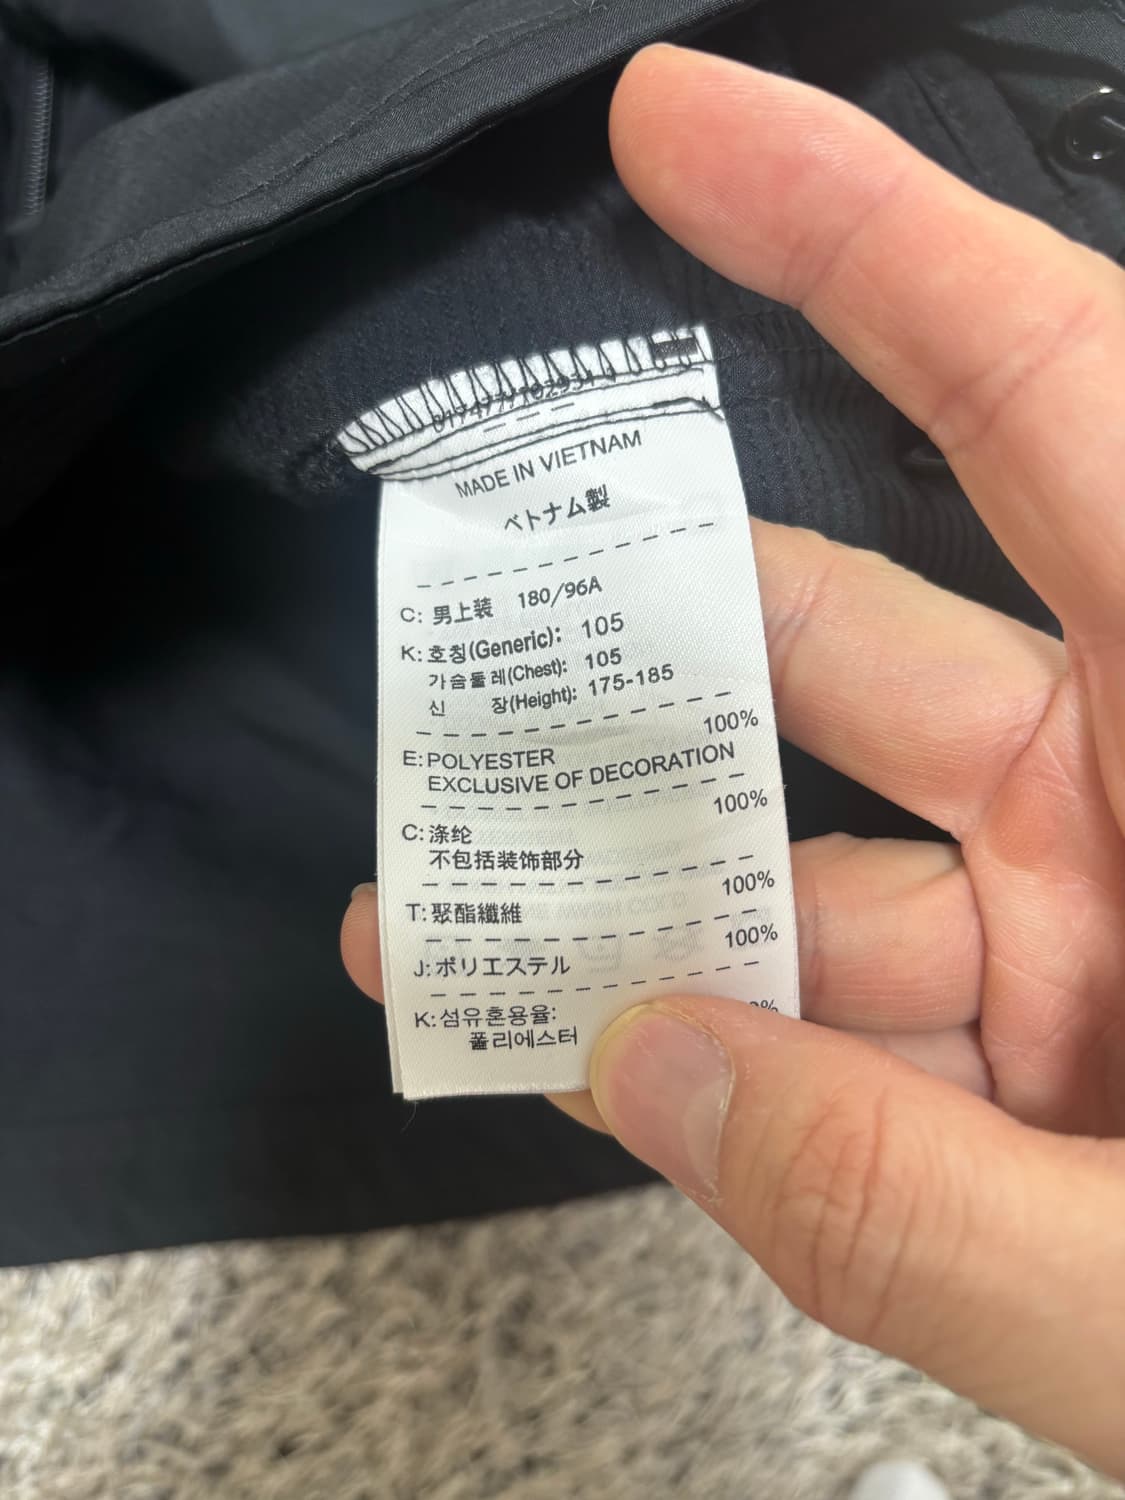 MADE IN VIETNAM
ベトナム製
C: 男上装 180/96A
K: 호칭(Generic): 105
가슴둘레(Chest): 105
신 장(Height): 175-185
E: POLYESTER 100%
EXCLUSIVE OF DECORATION
C: 涤纶 100%
不包括装饰部分
T: 聚酯纖維 100%
J: ポリエステル 100%
K: 섬유혼용율:
폴리에스터